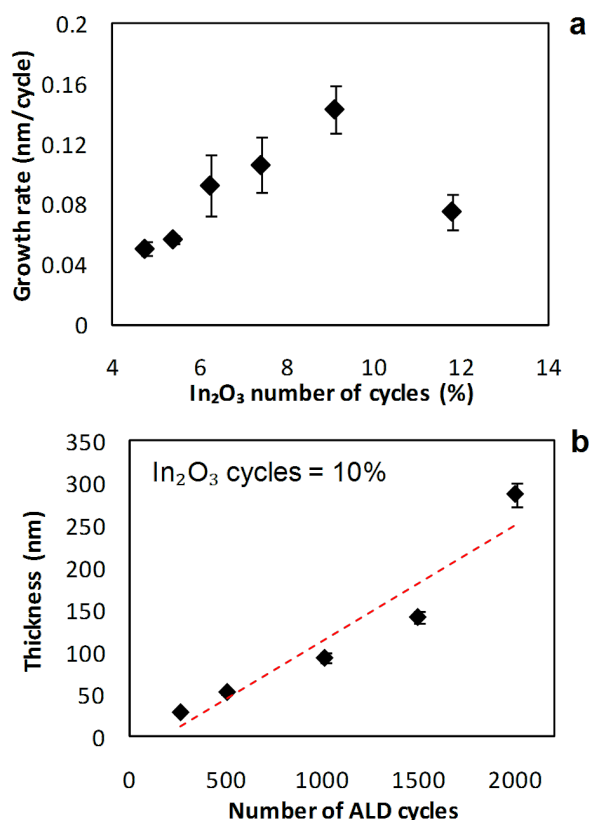 a
Growth rate (nm/cycle)
0.2
0.16
0.12
0.08
0.04
0
4 6 8 10 12 14
In₂O₃ number of cycles (%)
b
In₂O₃ cycles = 10%
Thickness (nm)
350
300
250
200
150
100
50
0
0 500 1000 1500 2000
Number of ALD cycles